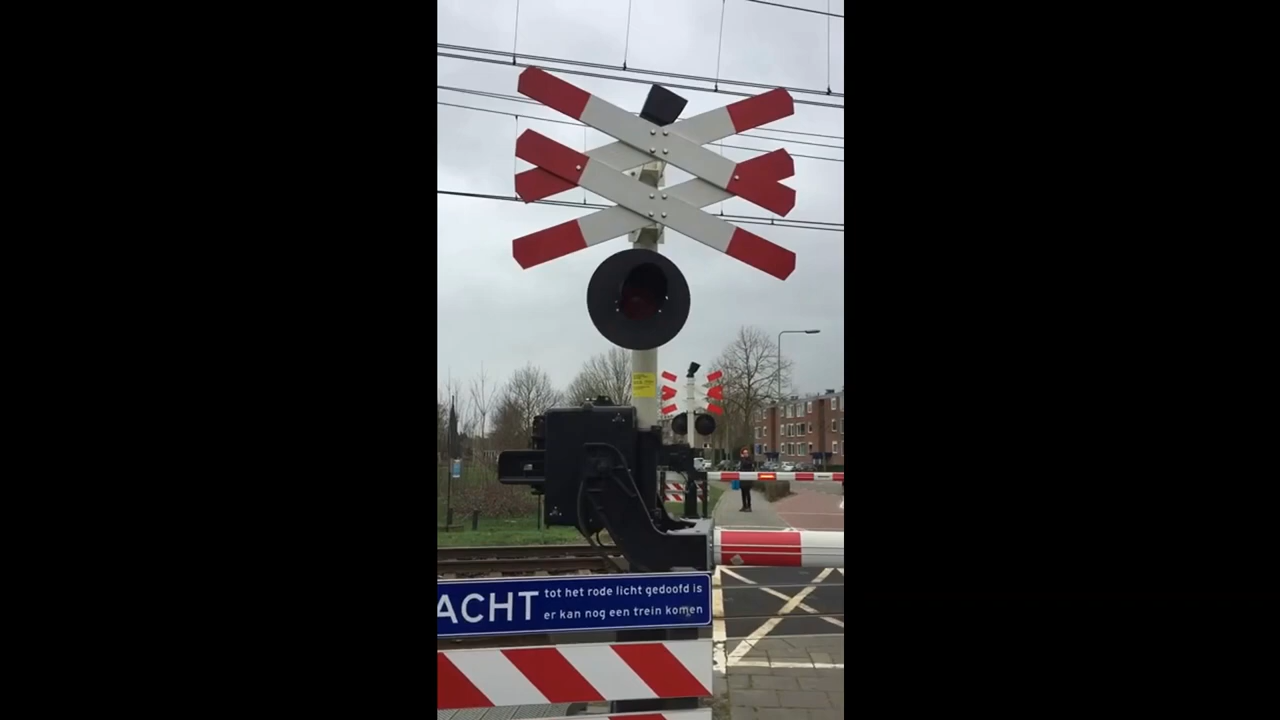 ACHT
tot het rode licht gedoofd is
er kan nog een trein komen